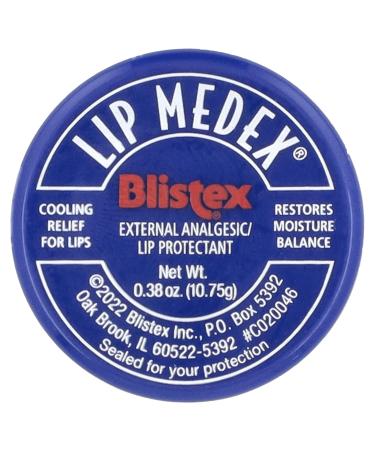 LIP MEDEX®
Blistex®
COOLING
RELIEF
FOR LIPS
EXTERNAL ANALGESIC/
LIP PROTECTANT
RESTORES
MOISTURE
BALANCE
Net Wt.
0.38 oz. (10.75g)
©2022 Blistex Inc., P.O. Box 5392
Oak Brook, IL 60522-5392 #C020046
Sealed for your protection